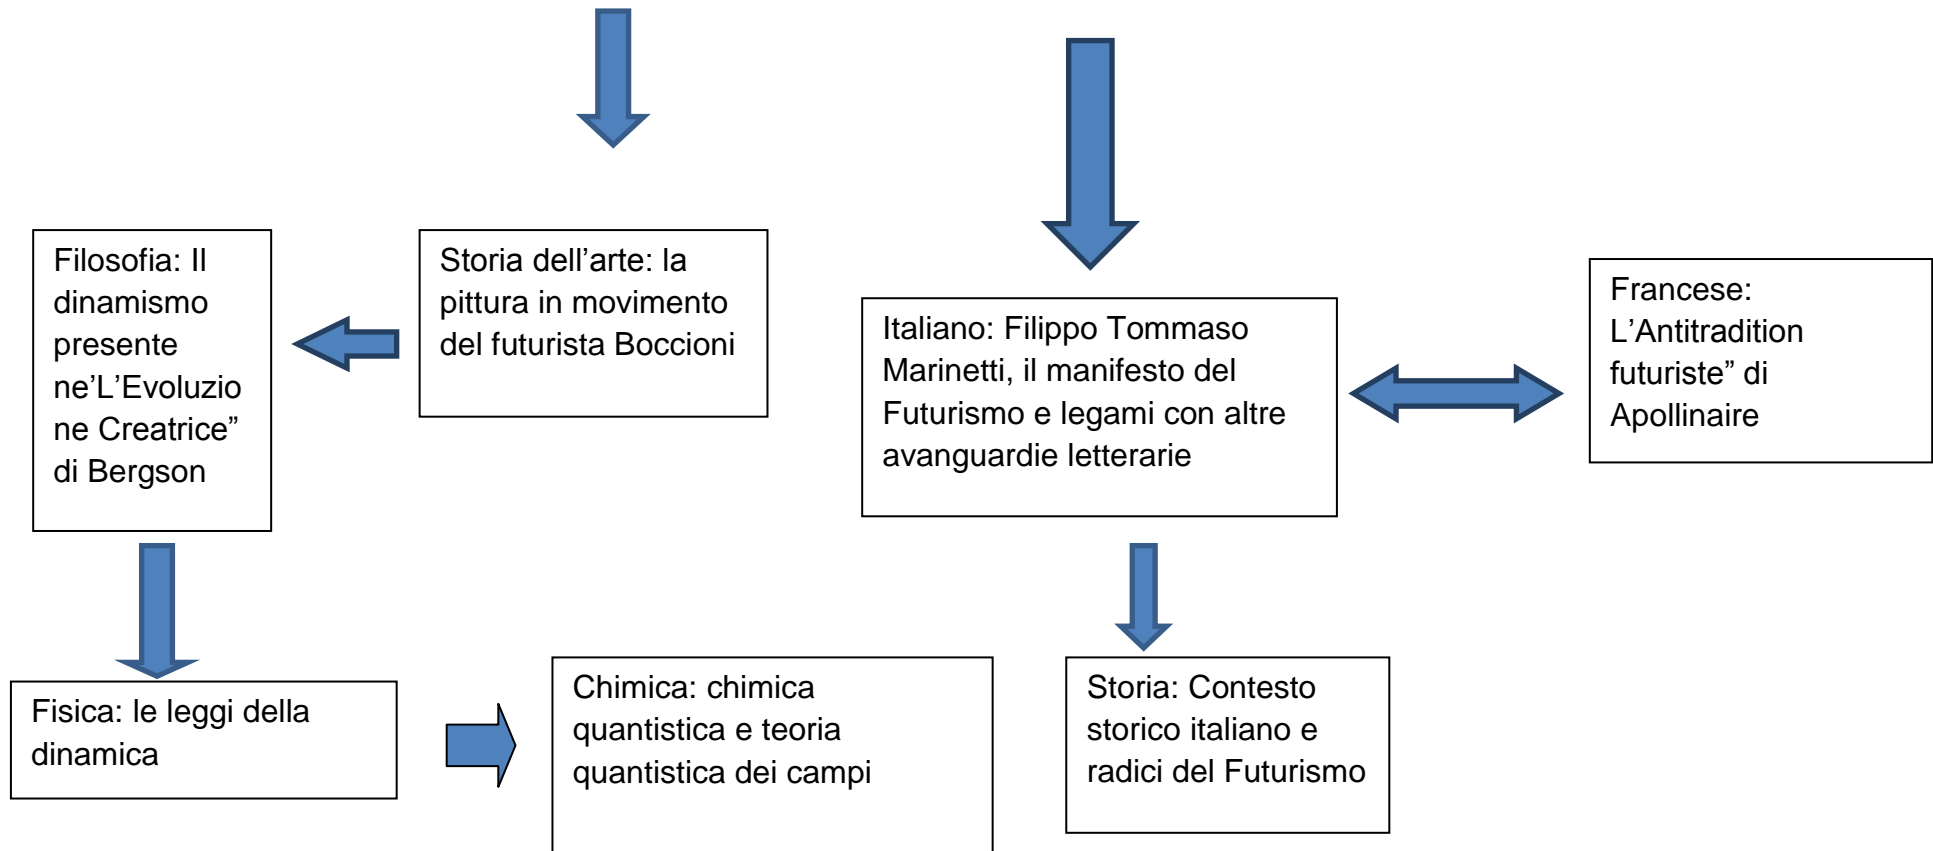 Filosofia: Il
dinamismo
presente
ne’L’Evoluzio
ne Creatrice”
di Bergson
Storia dell’arte: la
pittura in movimento
del futurista Boccioni
Italiano: Filippo Tommaso
Marinetti, il manifesto del
Futurismo e legami con altre
avanguardie letterarie
Francese:
L’Antitradition
futuriste” di
Apollinaire
Fisica: le leggi della
dinamica
Chimica: chimica
quantistica e teoria
quantistica dei campi
Storia: Contesto
storico italiano e
radici del Futurismo